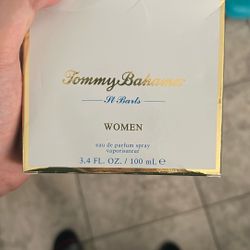 Tommy Bahama
St Barts
WOMEN
eau de parfum spray
vaporisateur
3.4 FL. OZ. / 100 mL ℮